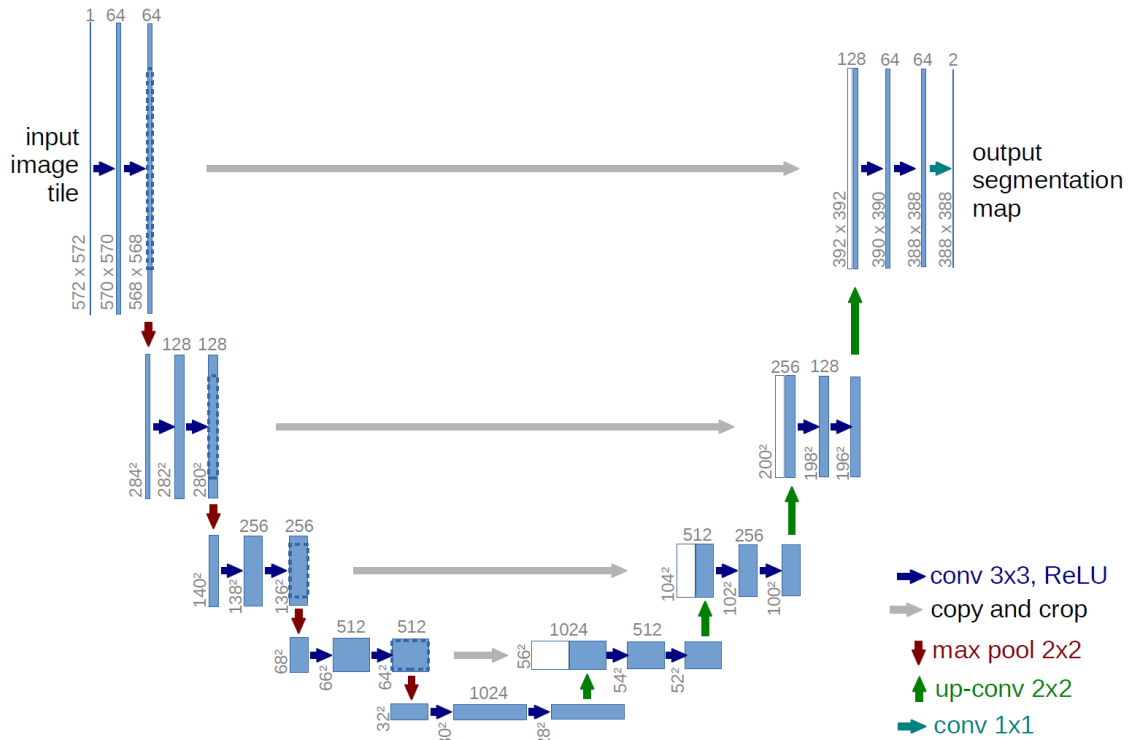 1 64 64
input
image
tile
572 x 572
570 x 570
568 x 568
128 64 64 2
output
segmentation
map
392 x 392
390 x 390
388 x 388
388 x 388
128 128
284²
282²
280²
256 128
200²
198²
196²
256 256
140²
138²
136²
512 256
104²
102²
100²
512 512
68²
66²
64²
1024 512
56²
54²
52²
1024
32²
conv 3x3, ReLU
copy and crop
max pool 2x2
up-conv 2x2
conv 1x1